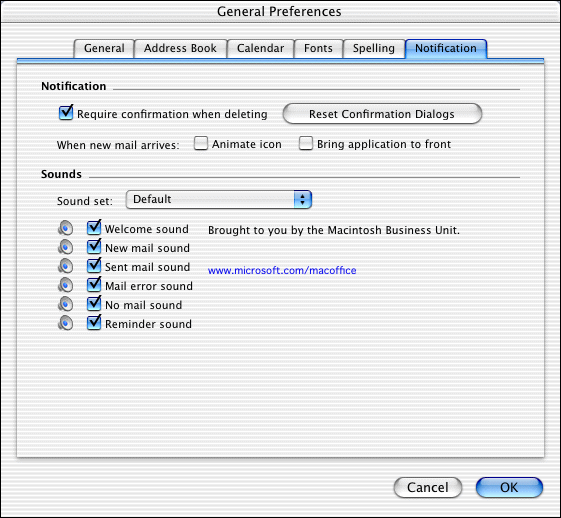 General Preferences
General Address Book Calendar Fonts Spelling Notification
Notification
Require confirmation when deleting Reset Confirmation Dialogs
When new mail arrives: Animate icon Bring application to front
Sounds
Sound set: Default
Welcome sound Brought to you by the Macintosh Business Unit.
New mail sound
Sent mail sound www.microsoft.com/macoffice
Mail error sound
No mail sound
Reminder sound
Cancel OK